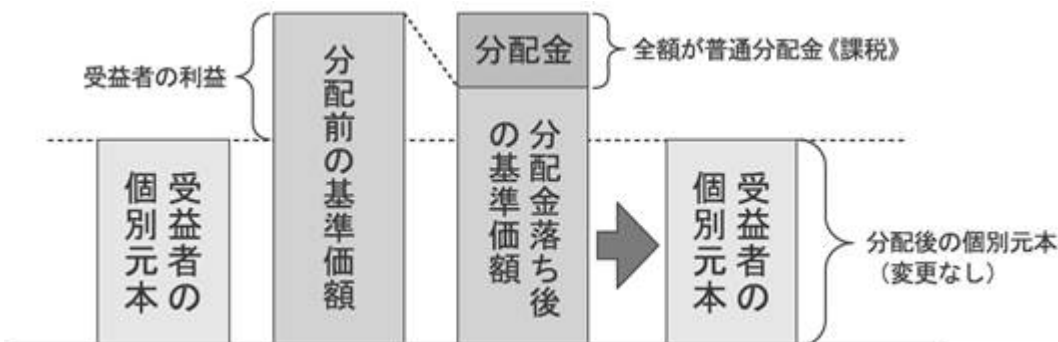 受益者の利益
受益者の
個別元本
分配前の基準価額
分配金
全額が普通分配金《課税》
分配金落ち後
の基準価額
受益者の
個別元本
分配後の個別元本
（変更なし）